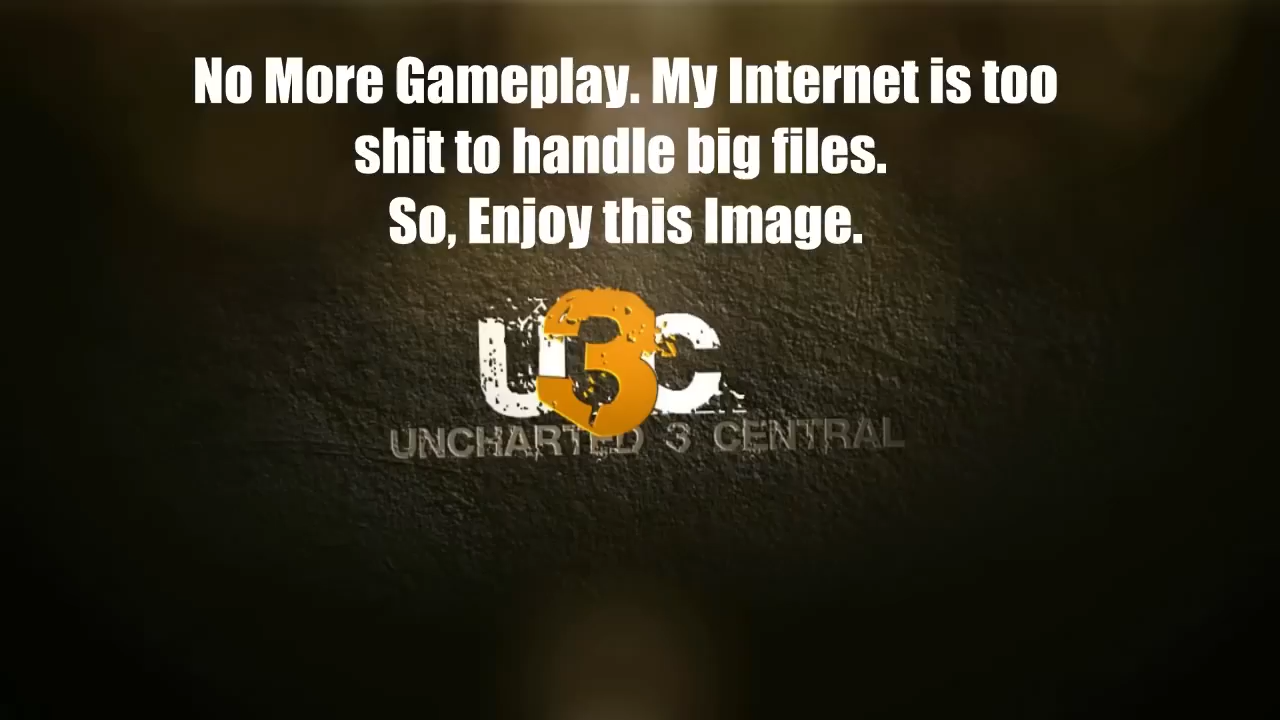 No More Gameplay. My Internet is too
shit to handle big files.
So, Enjoy this Image.
U3C
UNCHARTED 3 CENTRAL